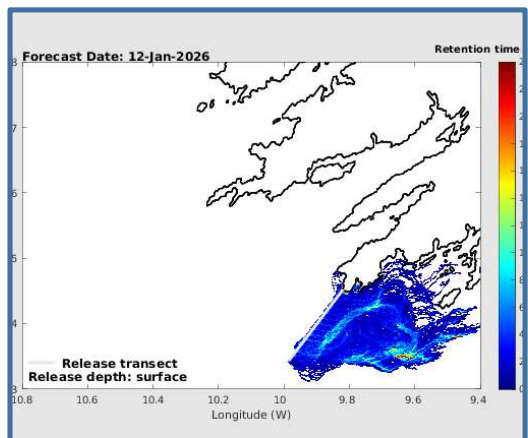 Retention time
Forecast Date: 12-Jan-2026
8
7
6
5
4
3
Release transect
Release depth: surface
10.8 10.6 10.4 10.2 10 9.8 9.6 9.4
Longitude (W)